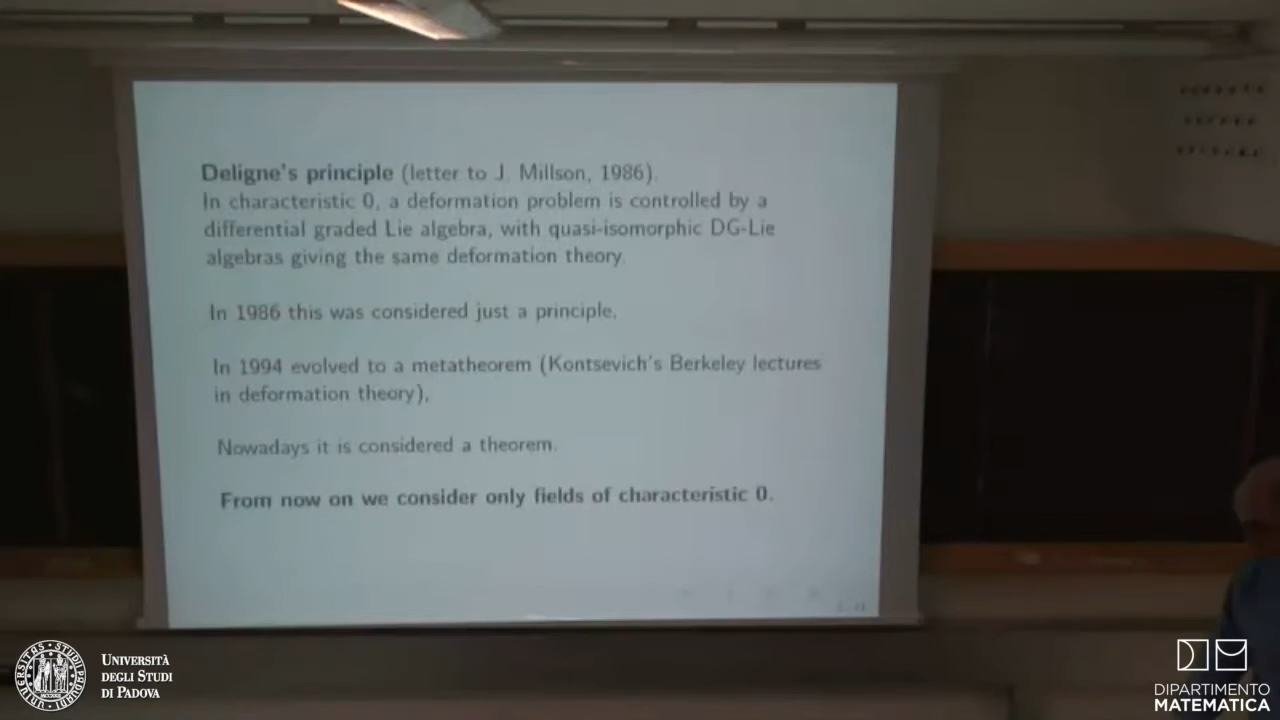 Deligne's principle (letter to J. Millson, 1986).
In characteristic 0, a deformation problem is controlled by a
differential graded Lie algebra, with quasi-isomorphic DG-Lie
algebras giving the same deformation theory.
In 1986 this was considered just a principle,
In 1994 evolved to a metatheorem (Kontsevich's Berkeley lectures
in deformation theory),
Nowadays it is considered a theorem.
From now on we consider only fields of characteristic 0.
UNIVERSITÀ
DEGLI STUDI
DI PADOVA
DIPARTIMENTO
MATEMATICA